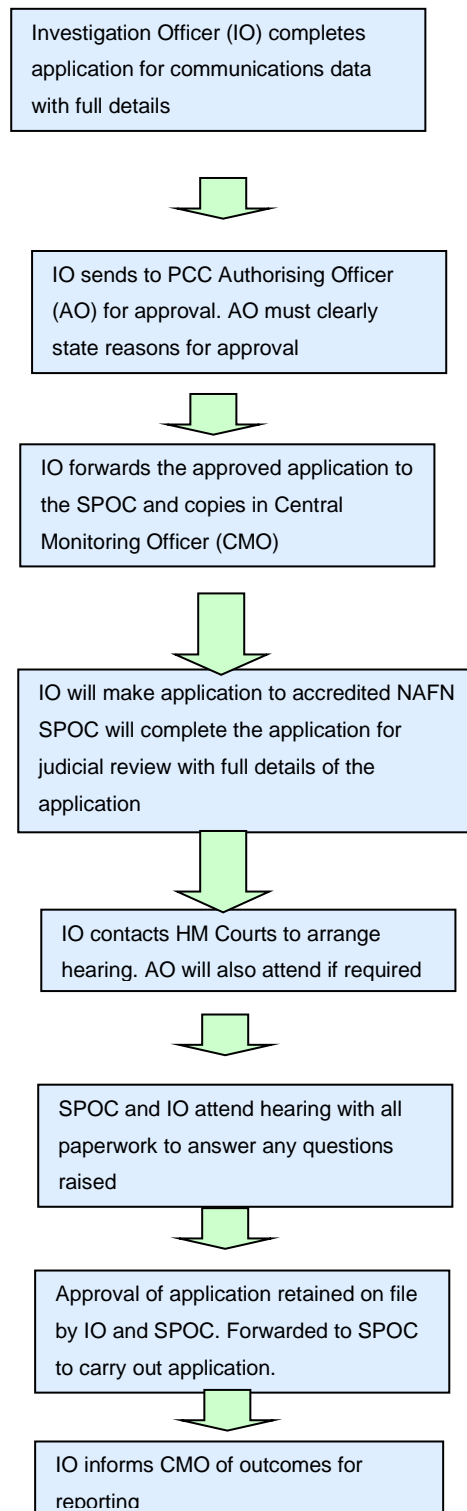 Investigation Officer (IO) completes
application for communications data
with full details
IO sends to PCC Authorising Officer
(AO) for approval. AO must clearly
state reasons for approval
IO forwards the approved application to
the SPOC and copies in Central
Monitoring Officer (CMO)
IO will make application to accredited NAFN
SPOC will complete the application for
judicial review with full details of the
application
IO contacts HM Courts to arrange
hearing. AO will also attend if required
SPOC and IO attend hearing with all
paperwork to answer any questions
raised
Approval of application retained on file
by IO and SPOC. Forwarded to SPOC
to carry out application.
IO informs CMO of outcomes for
reporting